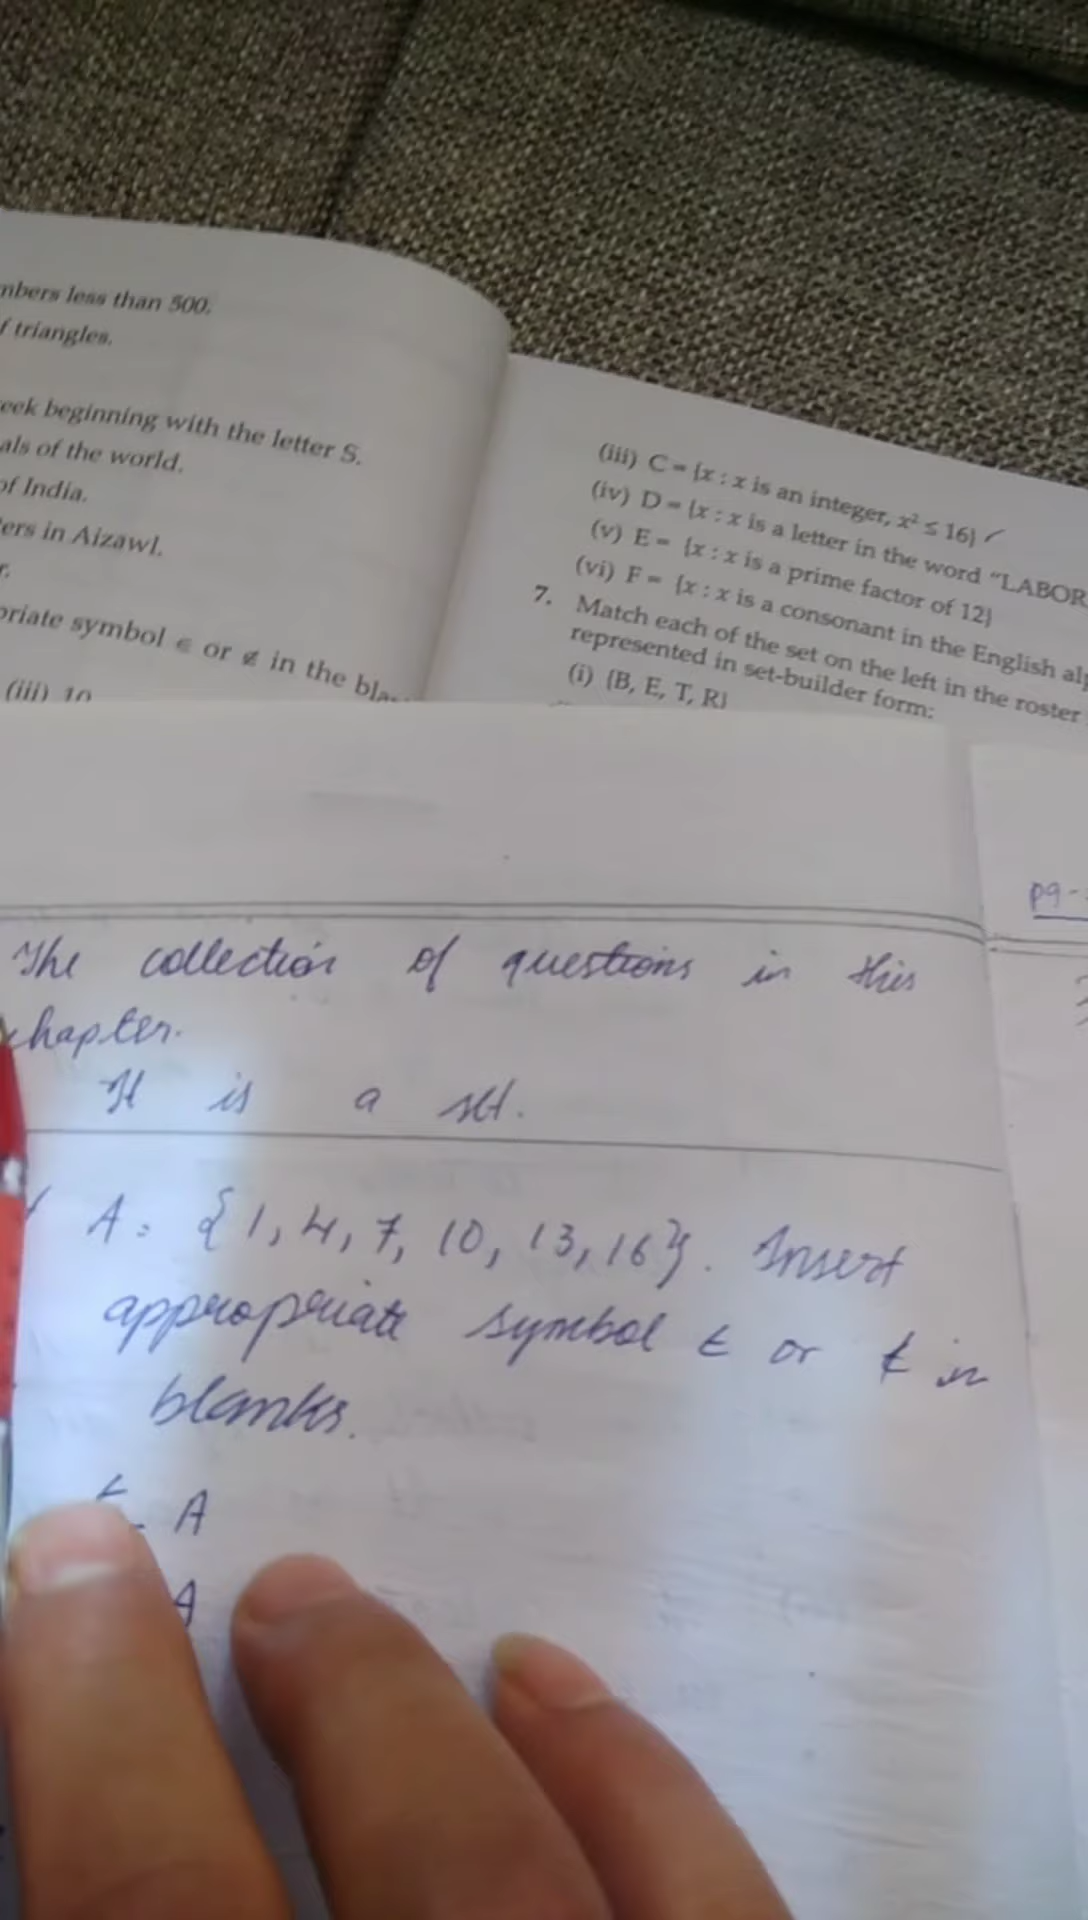 mbers less than 500.
f triangles.
eek beginning with the letter S.
als of the world.
of India.
ers in Aizawl.
r.
priate symbol ∈ or ∉ in the bla
(iii) 10
(iii) C = {x : x is an integer, x² ≤ 16}
(iv) D = {x : x is a letter in the word "LABOR
(v) E = {x : x is a prime factor of 12}
(vi) F = {x : x is a consonant in the English alp
7. Match each of the set on the left in the roster
represented in set-builder form:
(i) {B, E, T, R}
pg-
The collection of questions in this
chapter.
It is a set.
A = {1, 4, 7, 10, 13, 16}. Insert
appropriate symbol ∈ or ∉ in
blanks.
∈ A
A